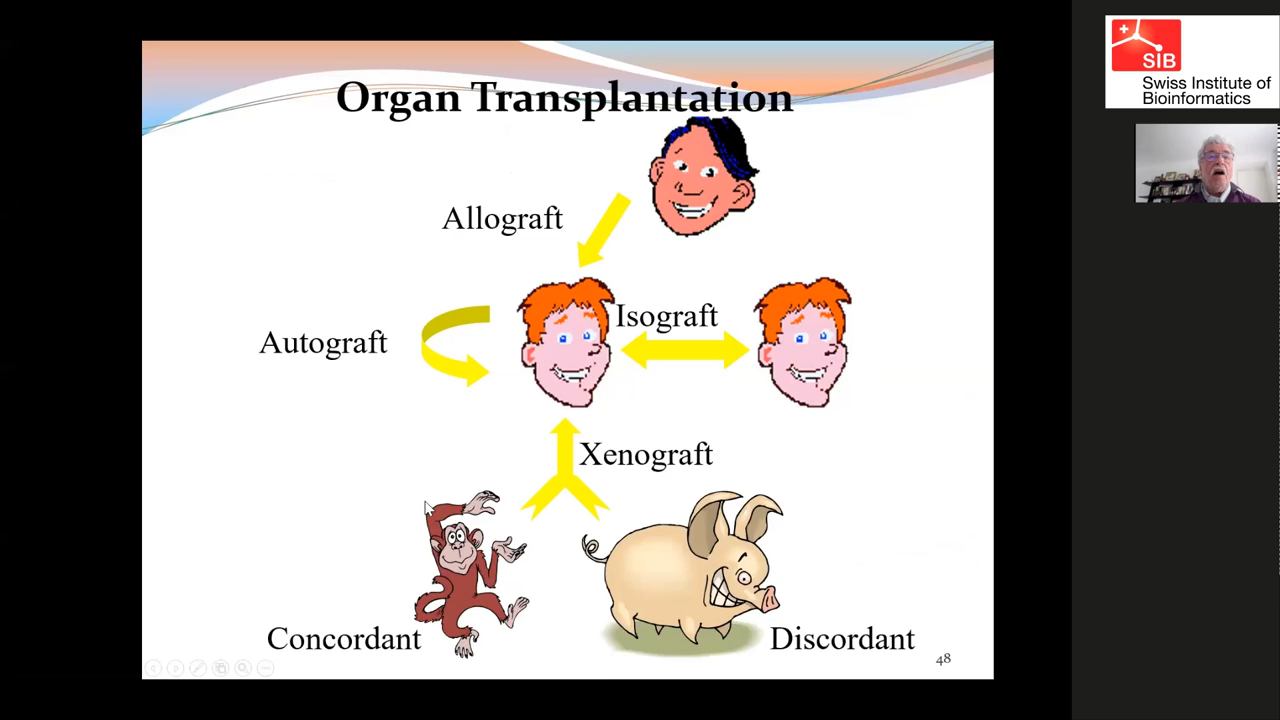 Organ Transplantation
Allograft
Isograft
Autograft
Xenograft
Concordant
Discordant
48
SIB
Swiss Institute of
Bioinformatics